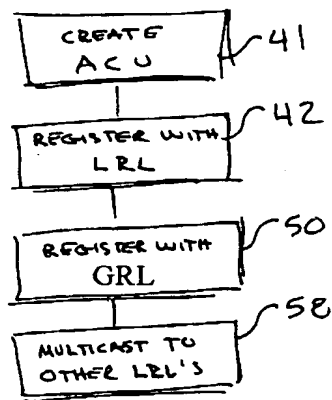 CREATE
ACU
41
REGISTER WITH
LRL
42
REGISTER WITH
GRL
50
MULTICAST TO
OTHER LRL'S
58